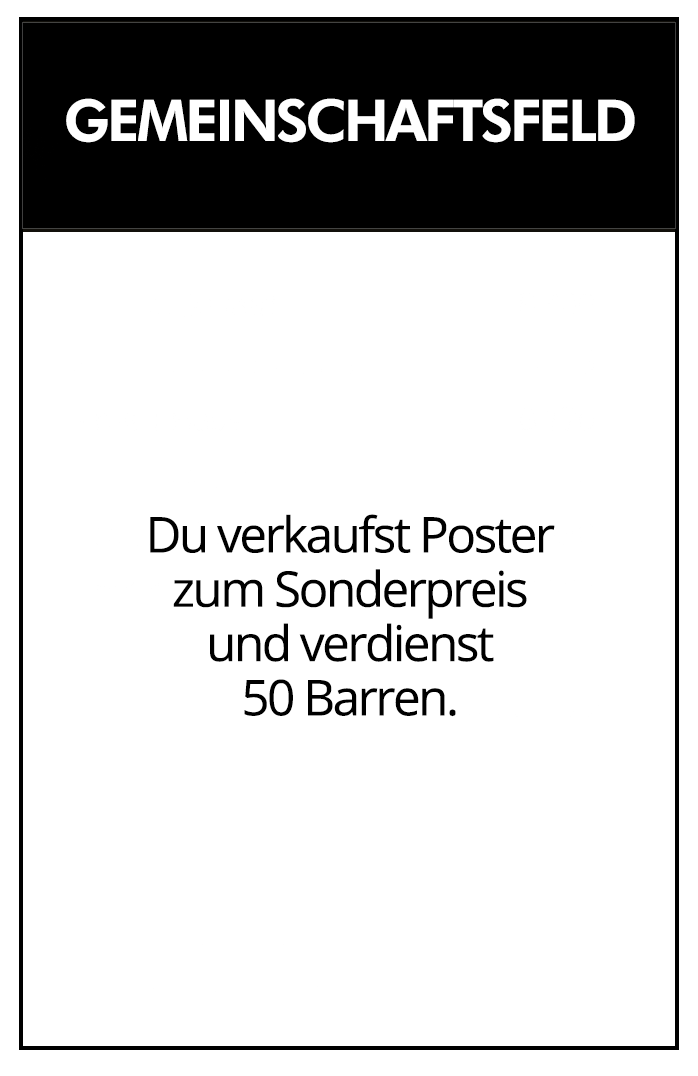 GEMEINSCHAFTSFELD
Du verkaufst Poster
zum Sonderpreis
und verdienst
50 Barren.